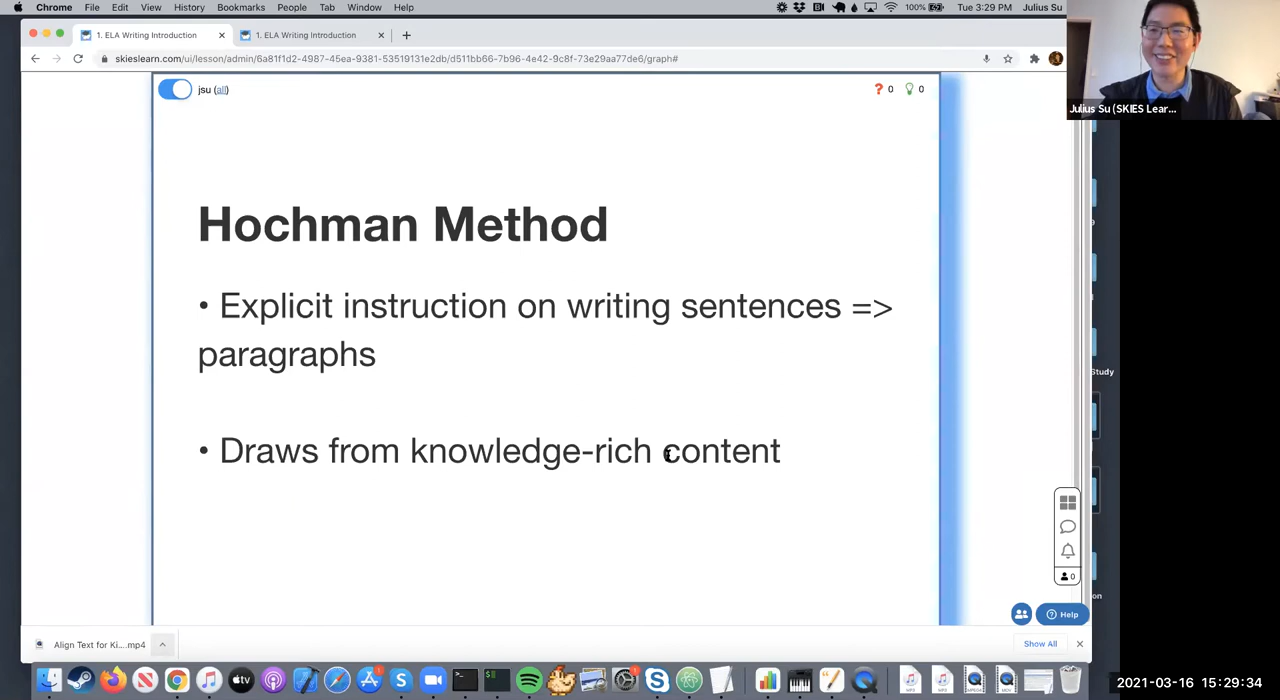 Chrome File Edit View History Bookmarks People Tab Window Help 100% Tue 3:29 PM Julius Su
1. ELA Writing Introduction 1. ELA Writing Introduction
skieslearn.com/ui/lesson/admin/6a81f1d2-4987-45ea-9381-53519131e2db/d511bb66-7b96-4e42-9c8f-73e29aa77de6/graph#
Julius Su (SKIES Lear...
jsu (all) ? 0 0
Hochman Method
• Explicit instruction on writing sentences =>
paragraphs
Study
• Draws from knowledge-rich content
0
on
Help
Align Text for Ki....mp4 Show All
tv
2021-03-16 15:29:34